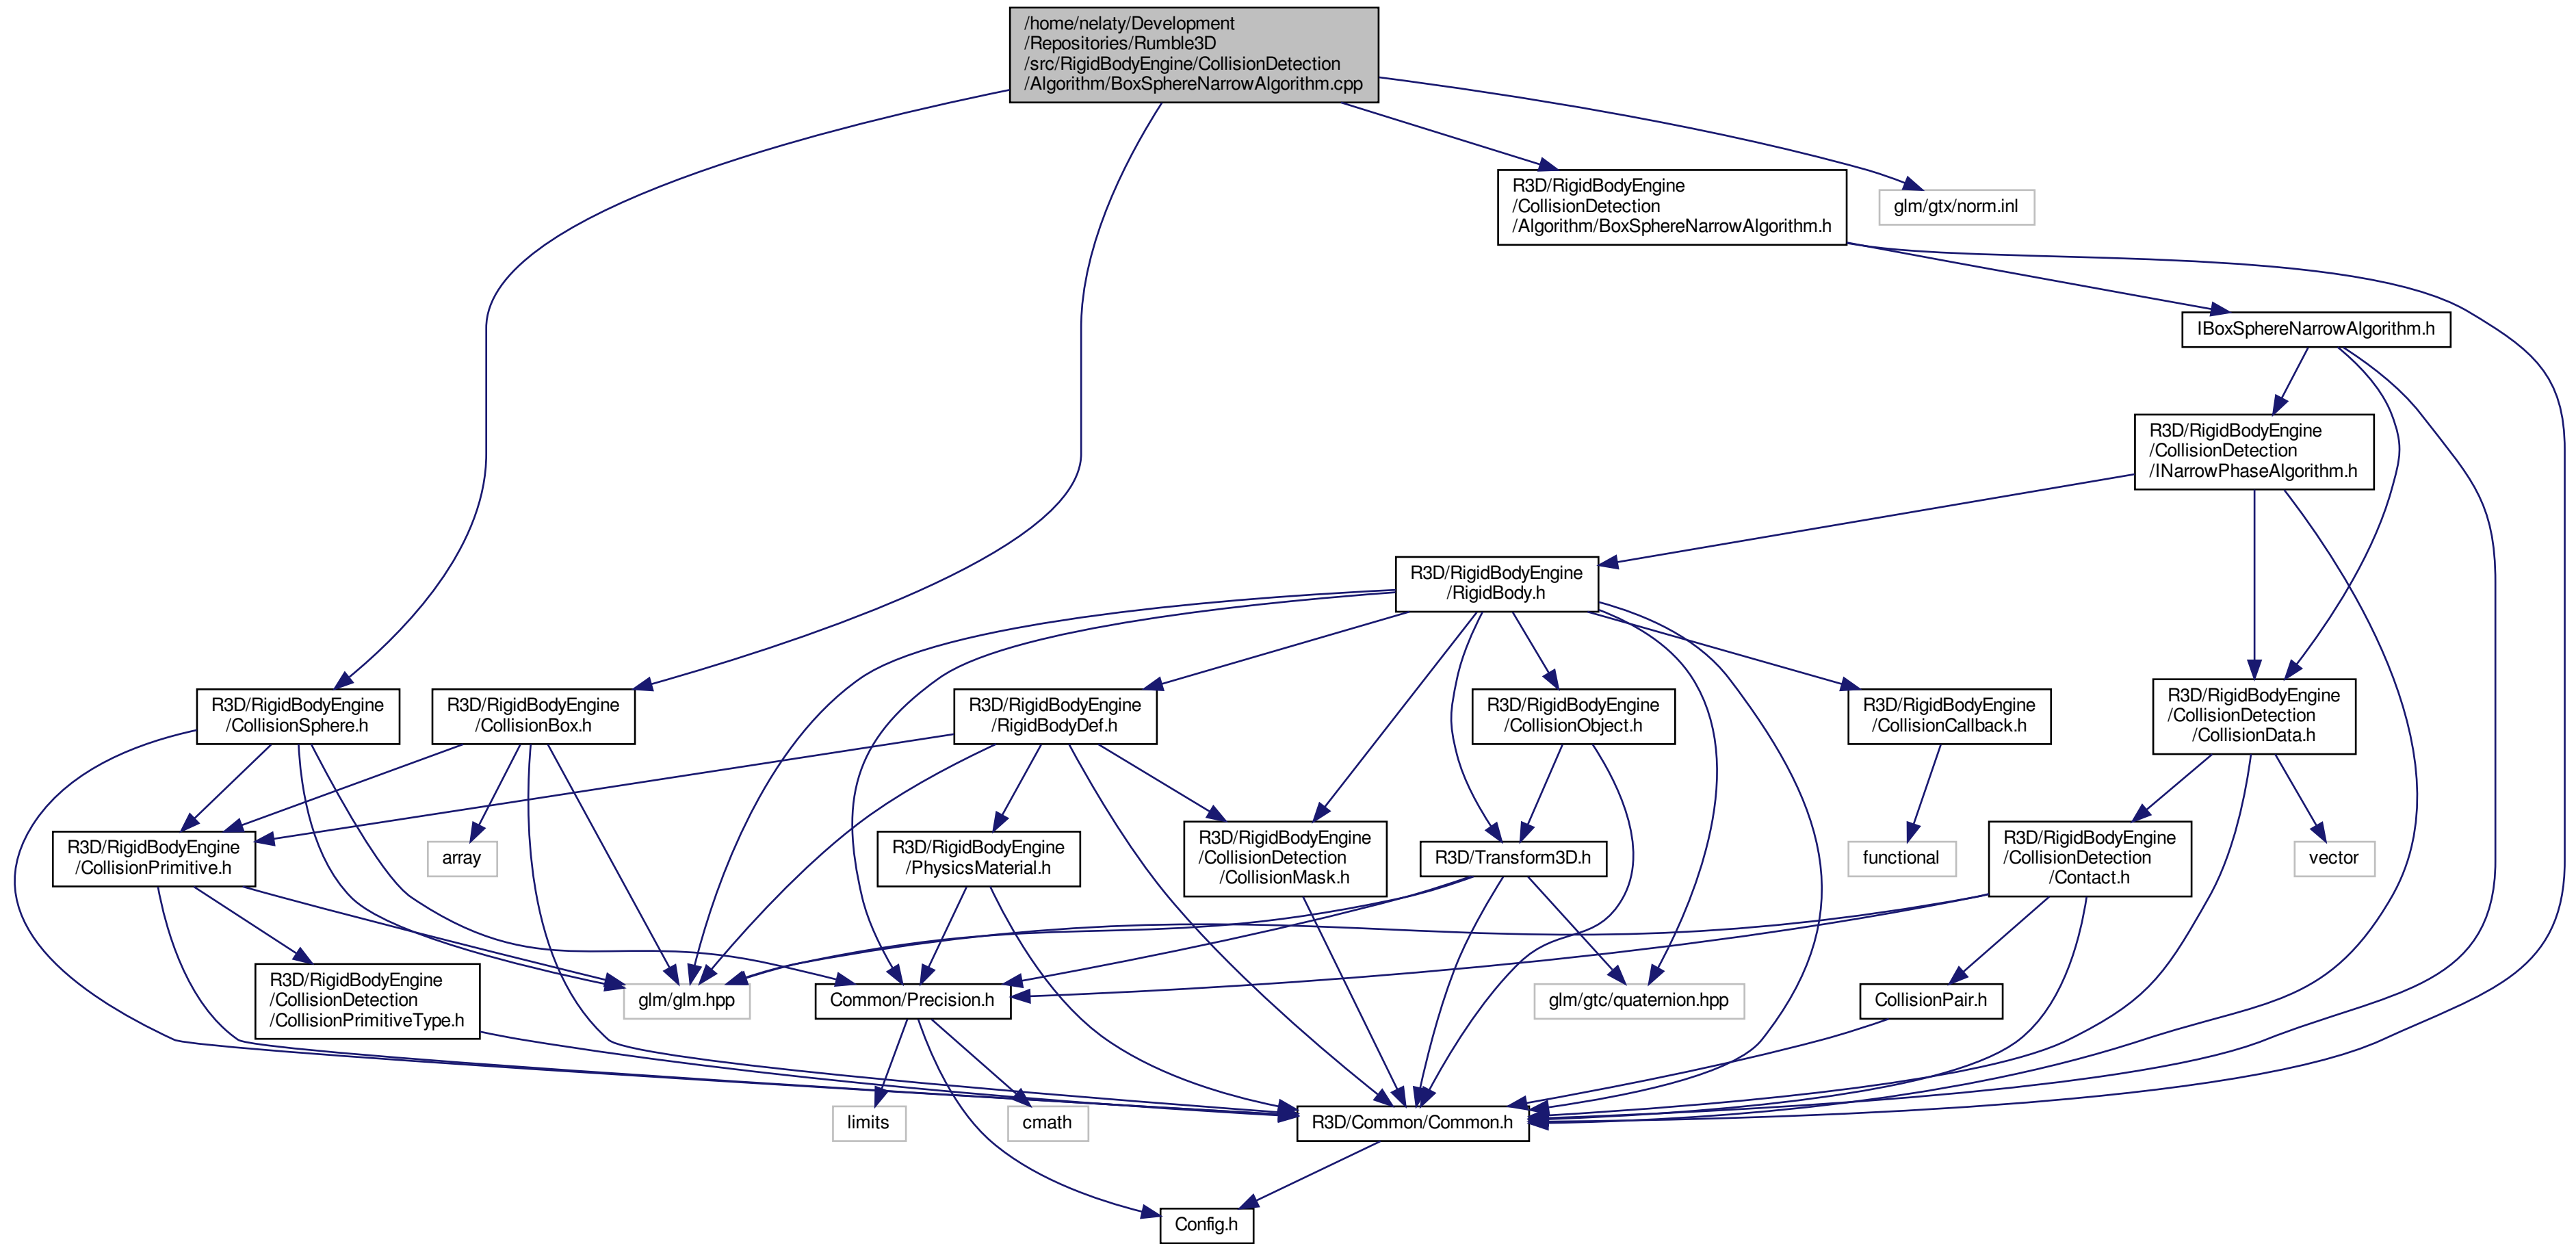 /home/nelaty/Development
/Repositories/Rumble3D
/src/RigidBodyEngine/CollisionDetection
/Algorithm/BoxSphereNarrowAlgorithm.cpp
R3D/RigidBodyEngine
/CollisionDetection
/Algorithm/BoxSphereNarrowAlgorithm.h
glm/gtx/norm.inl
IBoxSphereNarrowAlgorithm.h
R3D/RigidBodyEngine
/CollisionDetection
/INarrowPhaseAlgorithm.h
R3D/RigidBodyEngine
/RigidBody.h
R3D/RigidBodyEngine
/CollisionSphere.h
R3D/RigidBodyEngine
/CollisionBox.h
R3D/RigidBodyEngine
/RigidBodyDef.h
R3D/RigidBodyEngine
/CollisionObject.h
R3D/RigidBodyEngine
/CollisionCallback.h
R3D/RigidBodyEngine
/CollisionDetection
/CollisionData.h
R3D/RigidBodyEngine
/CollisionPrimitive.h
array
R3D/RigidBodyEngine
/PhysicsMaterial.h
R3D/RigidBodyEngine
/CollisionDetection
/CollisionMask.h
R3D/Transform3D.h
functional
R3D/RigidBodyEngine
/CollisionDetection
/Contact.h
vector
R3D/RigidBodyEngine
/CollisionDetection
/CollisionPrimitiveType.h
glm/glm.hpp
Common/Precision.h
glm/gtc/quaternion.hpp
CollisionPair.h
limits
cmath
R3D/Common/Common.h
Config.h